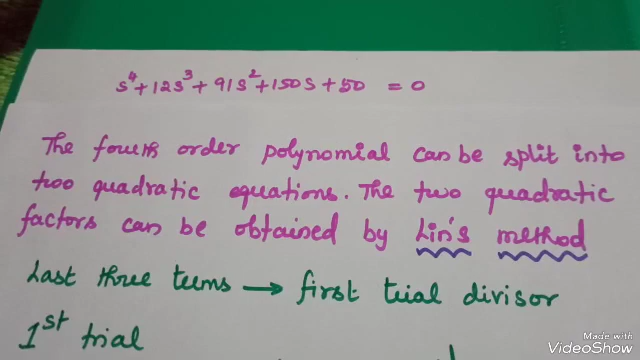 s⁴+12s³+91s²+150s+50 = 0
The fourth order polynomial can be split into
two quadratic equations. The two quadratic
factors can be obtained by Lin's method
Last three terms → first trial divisor
1st trial
Made with
VideoShow